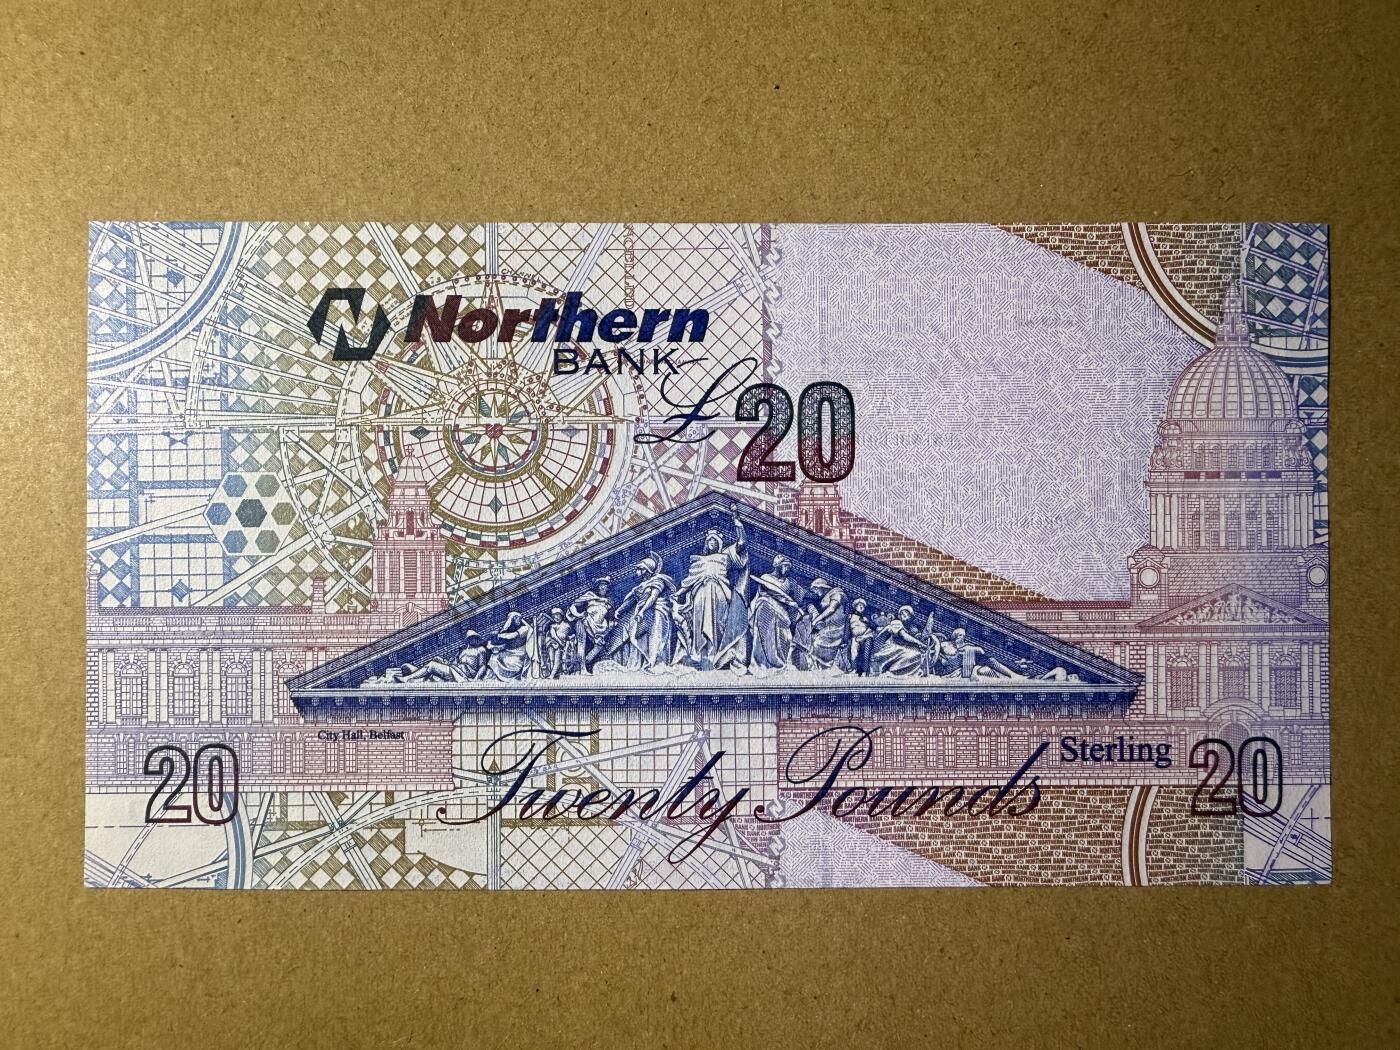 Northern
BANK
£20
City Hall, Belfast
20
Twenty Pounds Sterling
20